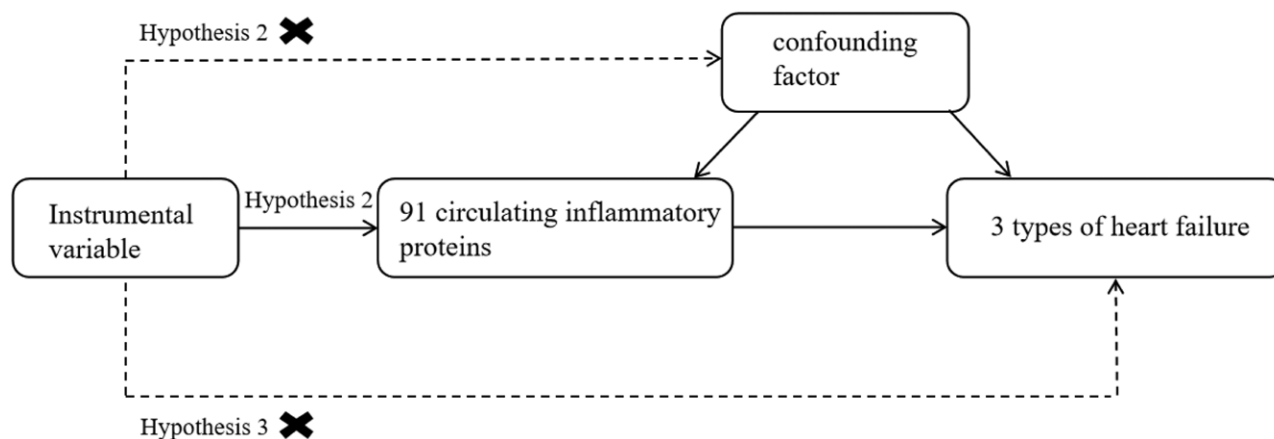 Hypothesis 2
confounding
factor
Instrumental
variable
Hypothesis 2
91 circulating inflammatory
proteins
3 types of heart failure
Hypothesis 3